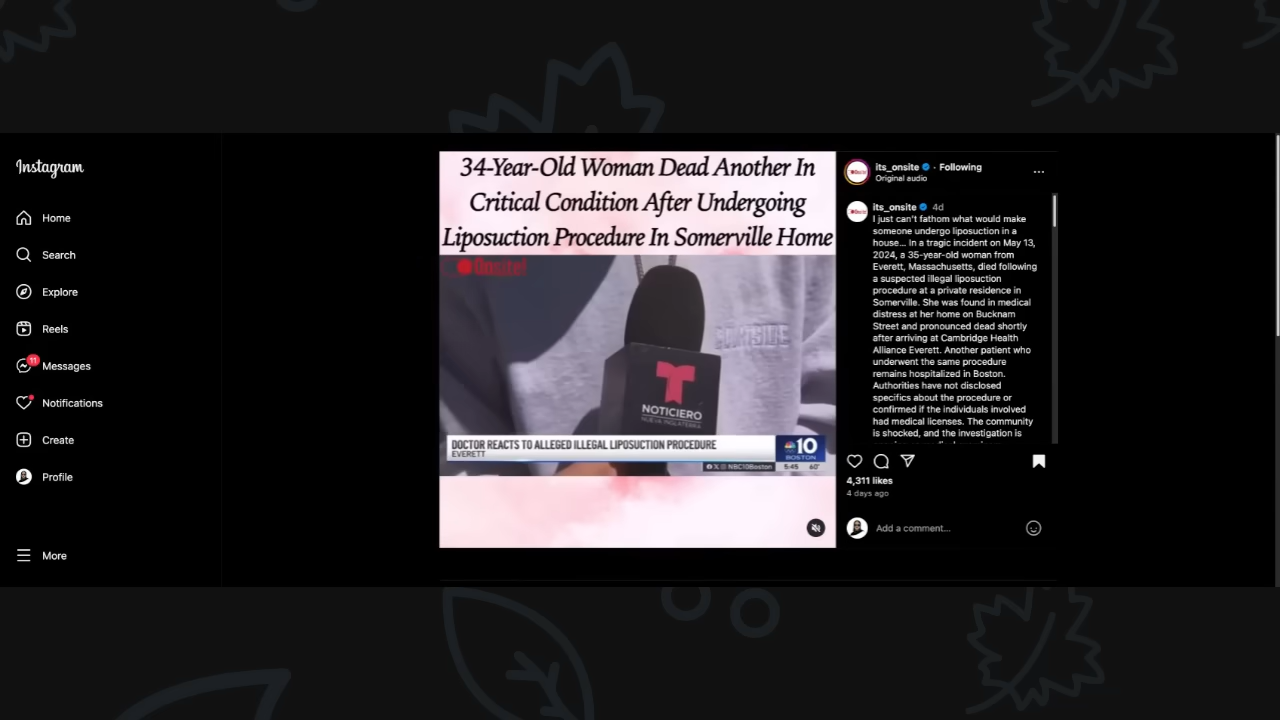 Instagram
Home
Search
Explore
Reels
11
Messages
Notifications
Create
Profile
More
34-Year-Old Woman Dead Another In
Critical Condition After Undergoing
Liposuction Procedure In Somerville Home
Onsite!
COMFSIDE
NOTICIERO
NUEVA INGLATERRA
DOCTOR REACTS TO ALLEGED ILLEGAL LIPOSUCTION PROCEDURE
EVERETT
NBC 10
BOSTON
@NBC10Boston
5:45 60°
its_onsite · Following
Original audio
its_onsite 4d
I just can't fathom what would make
someone undergo liposuction in a
house... In a tragic incident on May 13,
2024, a 35-year-old woman from
Everett, Massachusetts, died following
a suspected illegal liposuction
procedure at a private residence in
Somerville. She was found in medical
distress at her home on Bucknam
Street and pronounced dead shortly
after arriving at Cambridge Health
Alliance Everett. Another patient who
underwent the same procedure
remains hospitalized in Boston.
Authorities have not disclosed
specifics about the procedure or
confirmed if the individuals involved
had medical licenses. The community
is shocked, and the investigation is
4,311 likes
4 days ago
Add a comment...